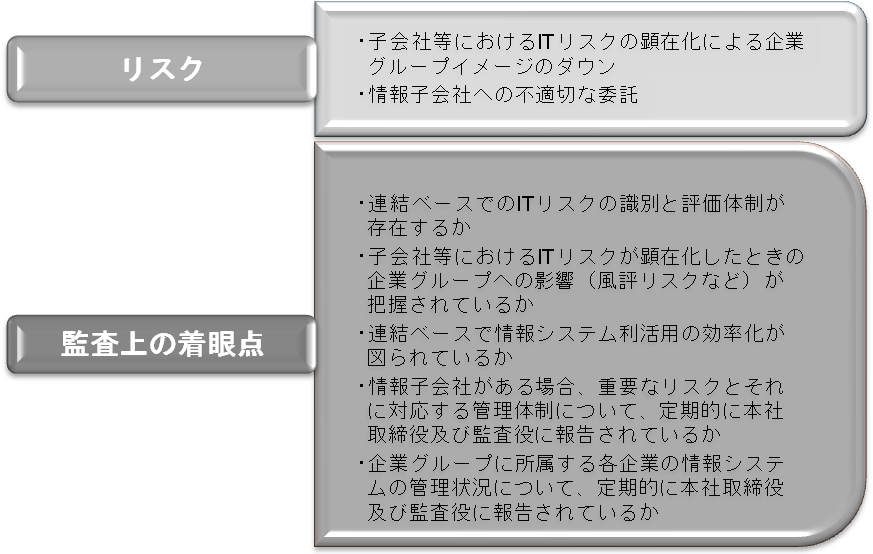 リスク
・子会社等におけるITリスクの顕在化による企業
グループイメージのダウン
・情報子会社への不適切な委託
監査上の着眼点
・連結ベースでのITリスクの識別と評価体制が
存在するか
・子会社等におけるITリスクが顕在化したときの
企業グループへの影響（風評リスクなど）が
把握されているか
・連結ベースで情報システム利活用の効率化が
図られているか
・情報子会社がある場合、重要なリスクとそれ
に対応する管理体制について、定期的に本社
取締役及び監査役に報告されているか
・企業グループに所属する各企業の情報システ
ムの管理状況について、定期的に本社取締役
及び監査役に報告されているか